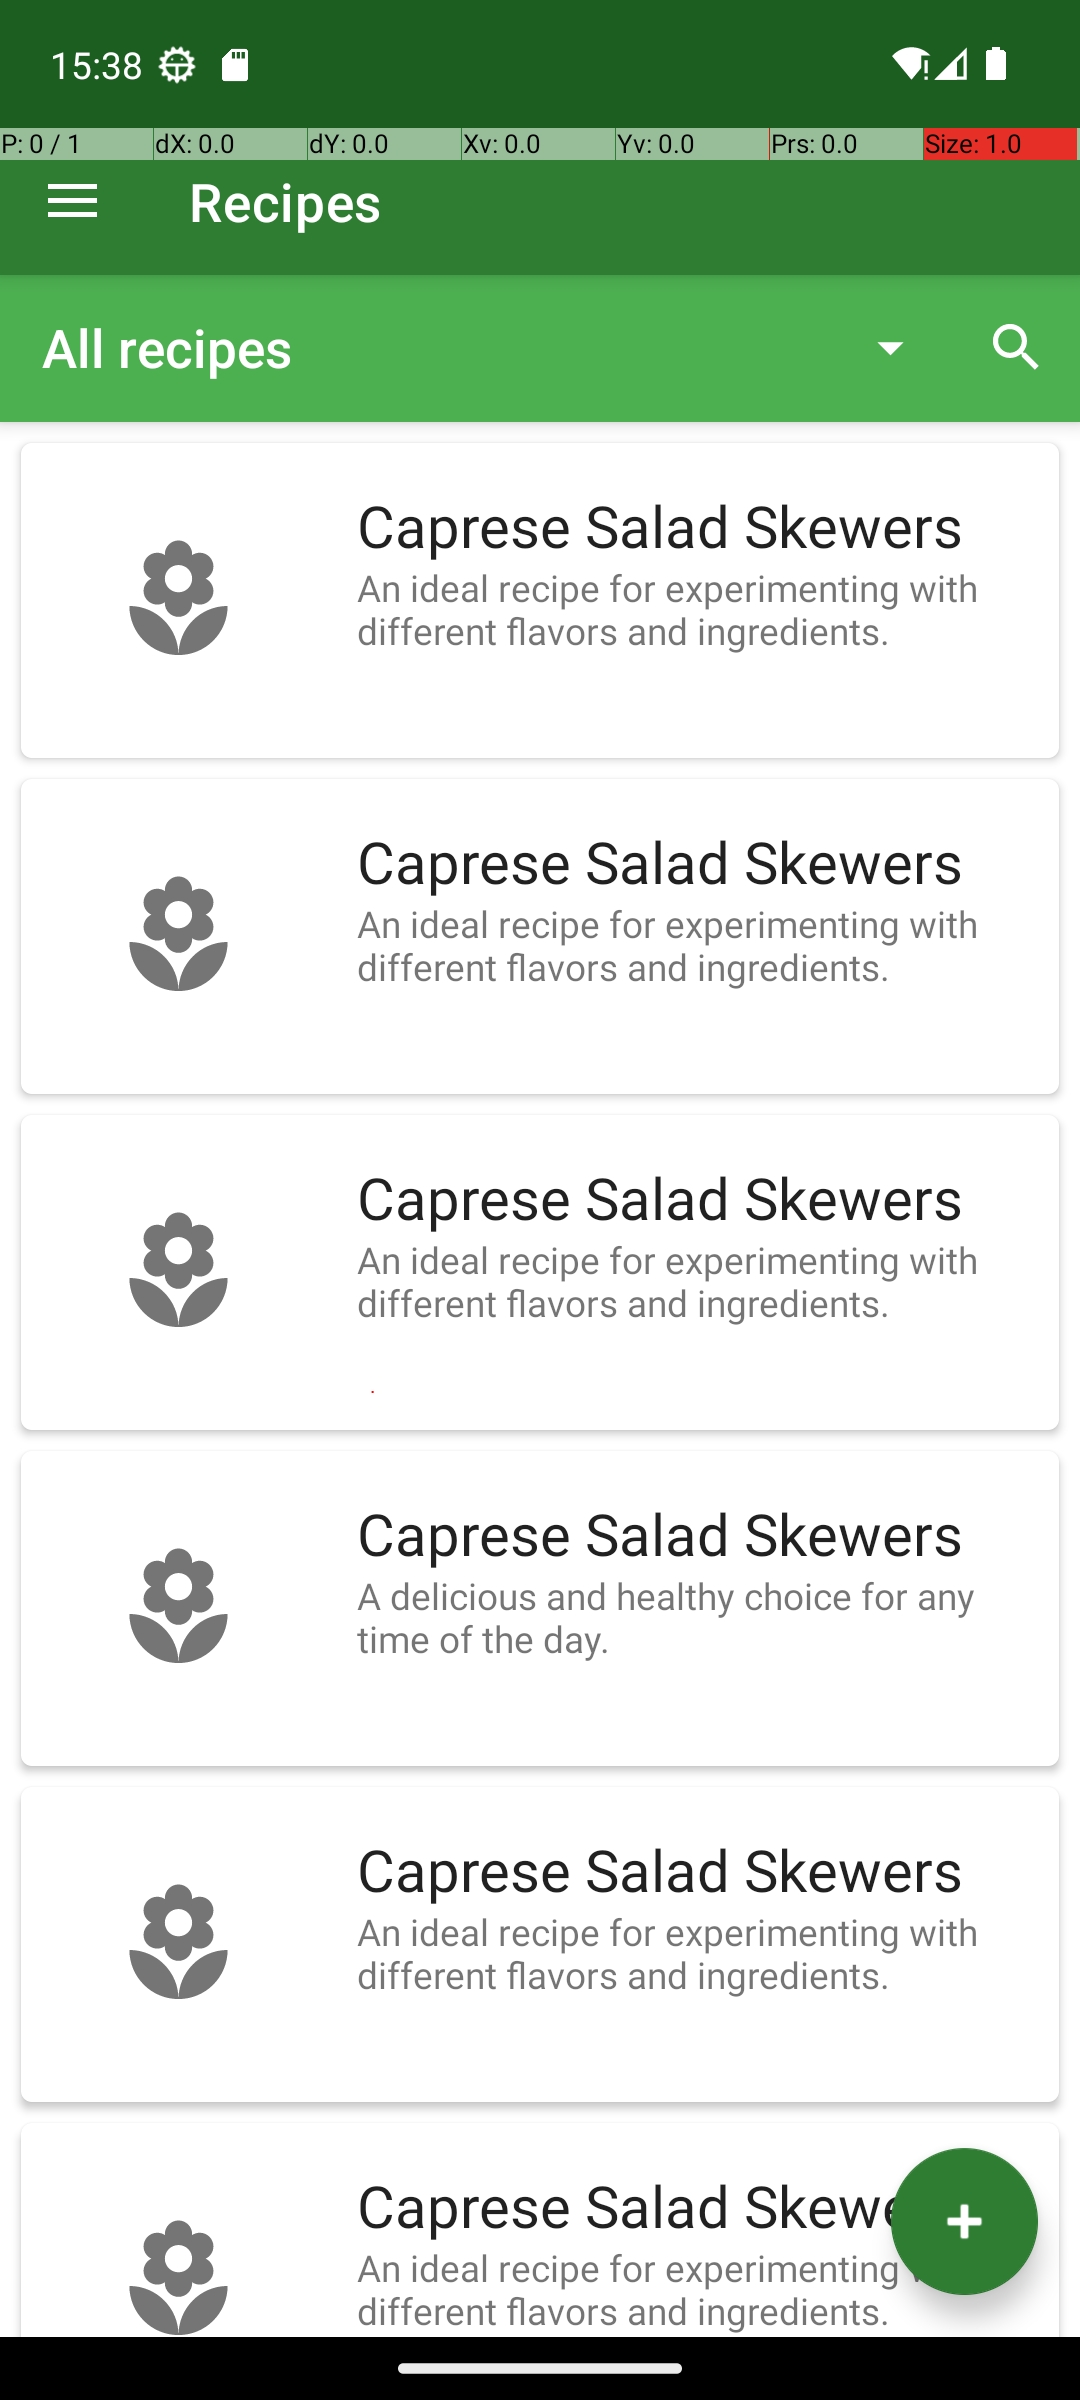 15:38
P: 0 / 1 dX: 0.0 dY: 0.0 Xv: 0.0 Yv: 0.0 Prs: 0.0 Size: 1.0
Recipes
All recipes
Caprese Salad Skewers
An ideal recipe for experimenting with
different flavors and ingredients.
Caprese Salad Skewers
An ideal recipe for experimenting with
different flavors and ingredients.
Caprese Salad Skewers
An ideal recipe for experimenting with
different flavors and ingredients.
Caprese Salad Skewers
A delicious and healthy choice for any
time of the day.
Caprese Salad Skewers
An ideal recipe for experimenting with
different flavors and ingredients.
Caprese Salad
An ideal recipe for experimenting
different flavors and ingredients.